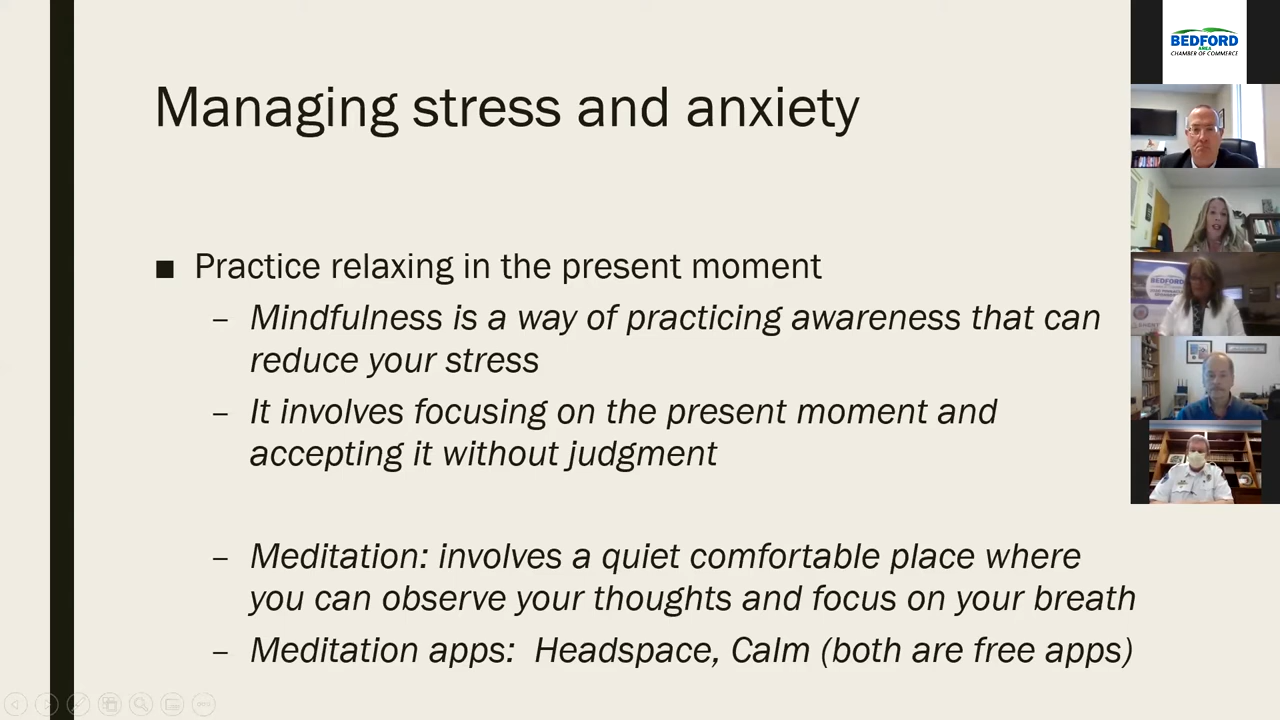 Managing stress and anxiety
■ Practice relaxing in the present moment
– Mindfulness is a way of practicing awareness that can
reduce your stress
– It involves focusing on the present moment and
accepting it without judgment
– Meditation: involves a quiet comfortable place where
you can observe your thoughts and focus on your breath
– Meditation apps:  Headspace, Calm (both are free apps)
BEDFORD
AREA
CHAMBER OF COMMERCE
BEDFORD